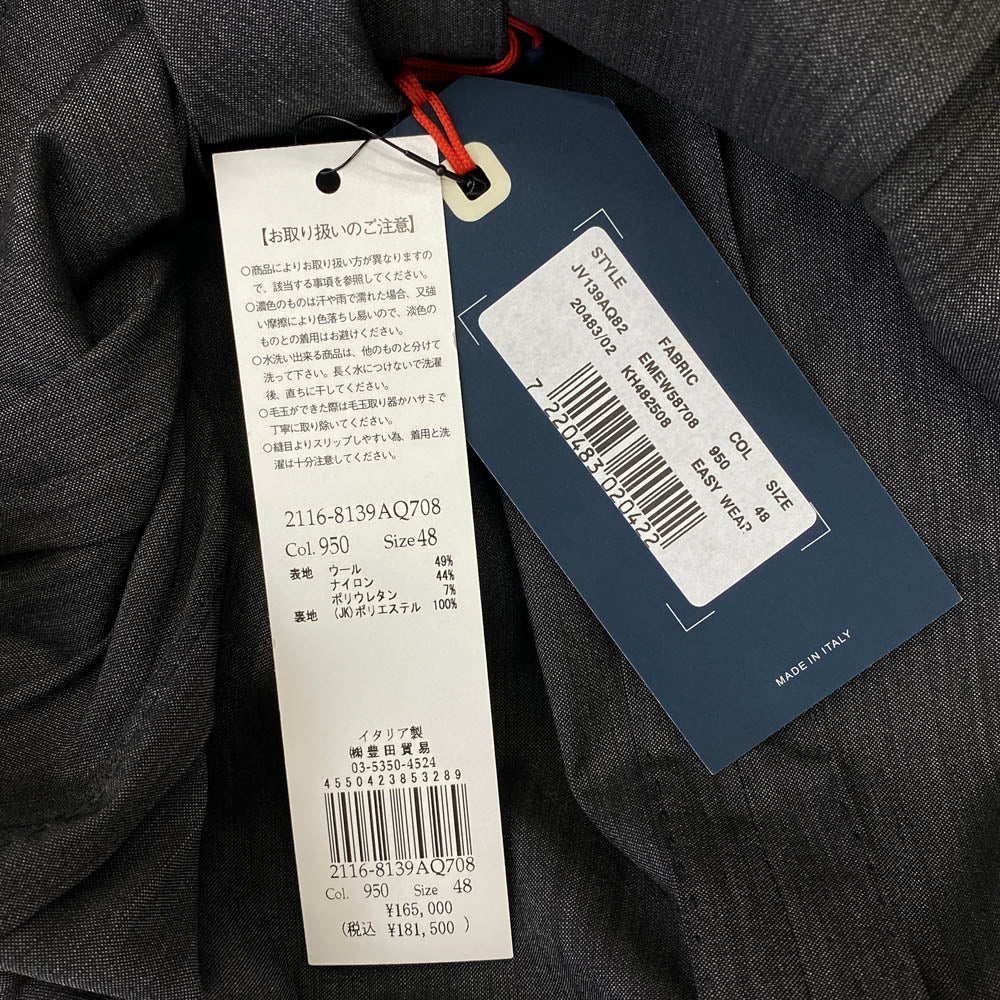 【お取り扱いのご注意】
○商品によりお取り扱い方が異なりますの
で、該当する事項を参照してください。
○濃色のものは汗や雨で濡れた場合、又強
い摩擦により色落ちし易いので、淡色の
ものとの着用はお避けください。
○水洗い出来る商品は、他のものと分けて
洗って下さい。長く水につけないで洗濯
後、直ちに干してください。
○毛玉ができた際は毛玉取り器かハサミで
丁寧に取り除いてください。
○縫目よりスリップしやすい為、着用と洗
濯は十分注意してください。
2116-8139AQ708
Col. 950 Size 48
表地 ウール 49%
ナイロン 44%
ポリウレタン 7%
裏地 (JK)ポリエステル 100%
イタリア製
㈱豊田貿易
03-5350-4524
4550423853289
2116-8139AQ708
Col. 950 Size 48
¥165,000
(税込 ¥181,500 )
STYLE FABRIC COL SIZE
JV139AQ82 EMEW58708 950 48
20483/02 KH482508 EASY WEAR
7 220483 020422
MADE IN ITALY